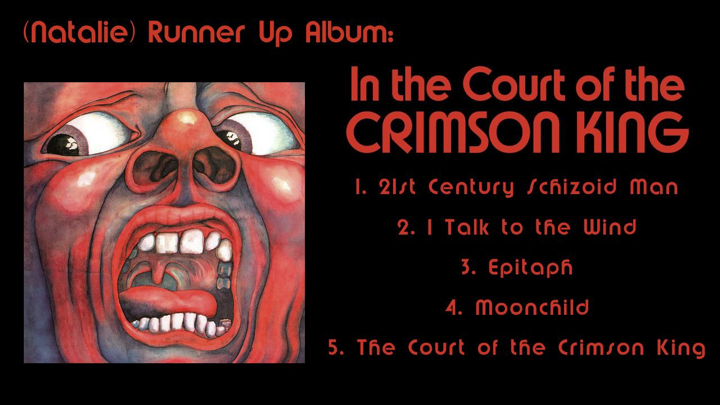 (Natalie) Runner Up Album:
In the Court of the
CRIMSON KING
1. 21st Century Schizoid Man
2. I Talk to the Wind
3. Epitaph
4. Moonchild
5. The Court of the Crimson King